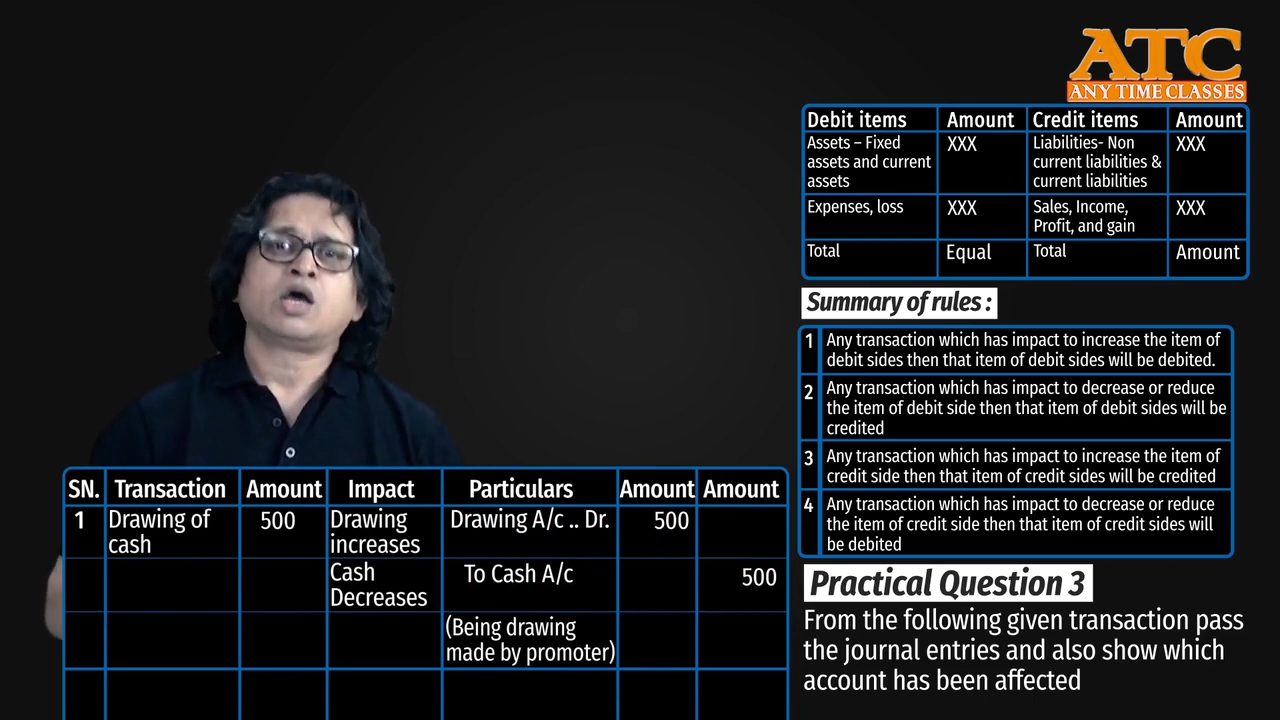 ATC
ANY TIME CLASSES
Debit items Amount Credit items Amount
Assets – Fixed assets and current assets XXX Liabilities- Non current liabilities & current liabilities XXX
Expenses, loss XXX Sales, Income, Profit, and gain XXX
Total Equal Total Amount
Summary of rules :
1 Any transaction which has impact to increase the item of
debit sides then that item of debit sides will be debited.
2 Any transaction which has impact to decrease or reduce
the item of debit side then that item of debit sides will be
credited
3 Any transaction which has impact to increase the item of
credit side then that item of credit sides will be credited
4 Any transaction which has impact to decrease or reduce
the item of credit side then that item of credit sides will
be debited
SN. Transaction Amount Impact Particulars Amount Amount
1 Drawing of cash 500 Drawing increases Drawing A/c .. Dr. 500
Cash Decreases To Cash A/c 500
(Being drawing
made by promoter)
Practical Question 3
From the following given transaction pass
the journal entries and also show which
account has been affected